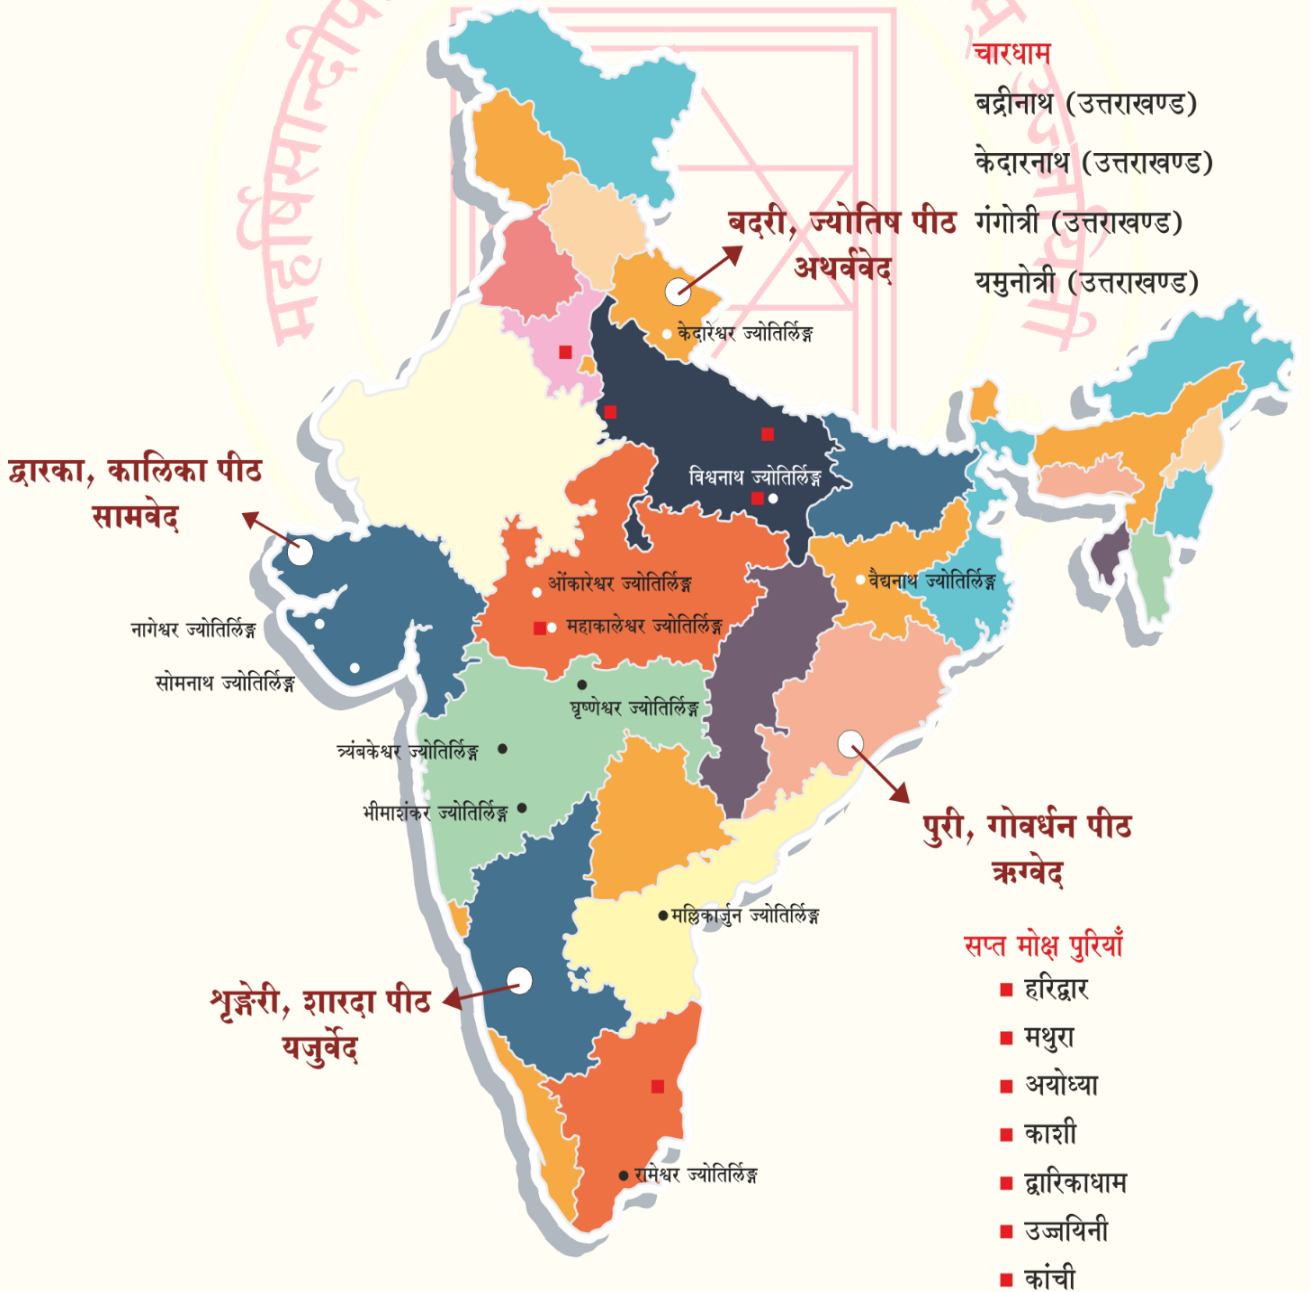 महर्षिसान्दीप
चारधाम
बद्रीनाथ (उत्तराखण्ड)
केदारनाथ (उत्तराखण्ड)
गंगोत्री (उत्तराखण्ड)
यमुनोत्री (उत्तराखण्ड)
बदरी, ज्योतिष पीठ
अथर्ववेद
केदारेश्वर ज्योतिर्लिङ्ग
द्वारका, कालिका पीठ
सामवेद
विश्वनाथ ज्योतिर्लिङ्ग
ओंकारेश्वर ज्योतिर्लिङ्ग
वैद्यनाथ ज्योतिर्लिङ्ग
नागेश्वर ज्योतिर्लिङ्ग
महाकालेश्वर ज्योतिर्लिङ्ग
सोमनाथ ज्योतिर्लिङ्ग
घृष्णेश्वर ज्योतिर्लिङ्ग
त्र्यंबकेश्वर ज्योतिर्लिङ्ग
भीमाशंकर ज्योतिर्लिङ्ग
पुरी, गोवर्धन पीठ
ऋग्वेद
मल्लिकार्जुन ज्योतिर्लिङ्ग
शृङ्गेरी, शारदा पीठ
यजुर्वेद
रामेश्वर ज्योतिर्लिङ्ग
सप्त मोक्ष पुरियाँ
हरिद्वार
मथुरा
अयोध्या
काशी
द्वारिकाधाम
उज्जयिनी
कांची